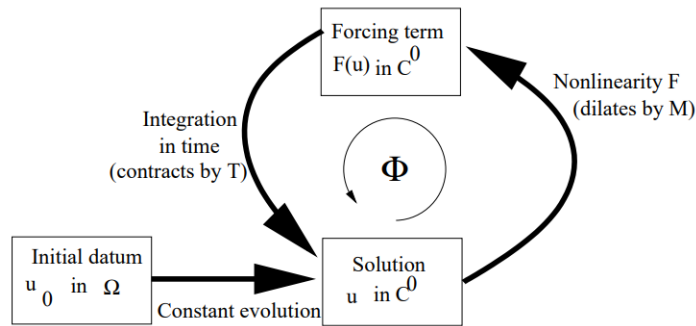 Forcing term
F(u) in C⁰
Nonlinearity F
(dilates by M)
Integration
in time
(contracts by T)
Φ
Initial datum
u₀ in Ω
Constant evolution
Solution
u in C⁰